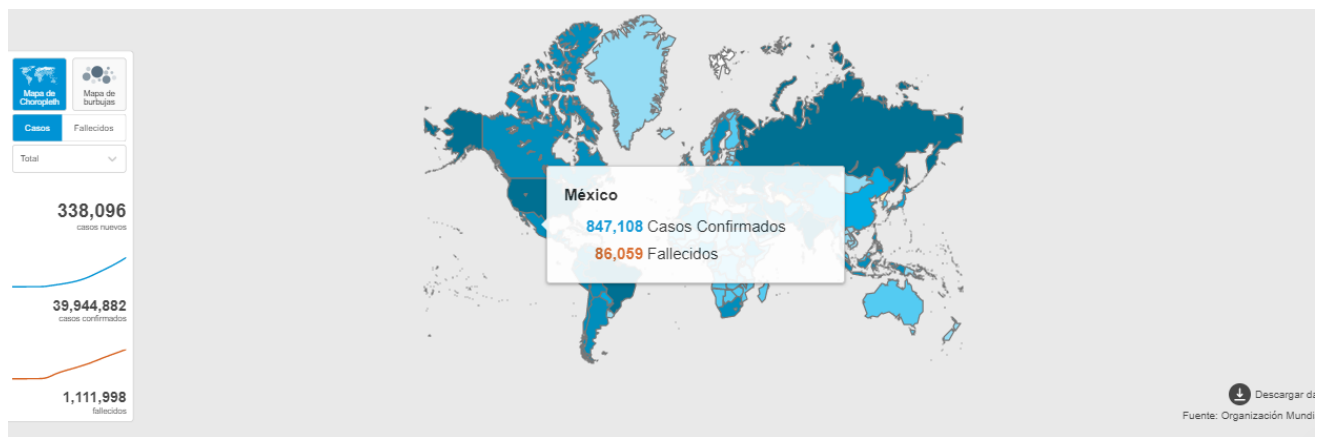 Mapa de
Choropleth
Mapa de
burbujas
Casos
Fallecidos
Total
338,096
casos nuevos
39,944,882
casos confirmados
1,111,998
fallecidos
México
847,108 Casos Confirmados
86,059 Fallecidos
Descargar da
Fuente: Organización Mundi